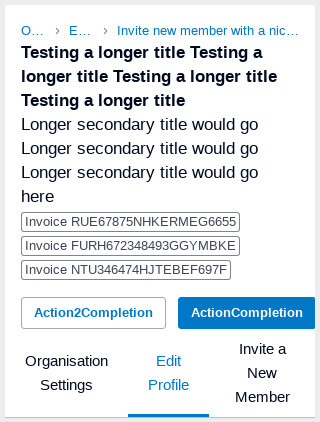 O... > E... > Invite new member with a nic...
Testing a longer title Testing a
longer title Testing a longer title
Testing a longer title
Longer secondary title would go
Longer secondary title would go
Longer secondary title would go
here
Invoice RUE67875NHKERMEG6655
Invoice FURH672348493GGYMBKE
Invoice NTU346474HJTEBEF697F
Action2Completion ActionCompletion
Organisation
Settings
Edit
Profile
Invite a
New
Member